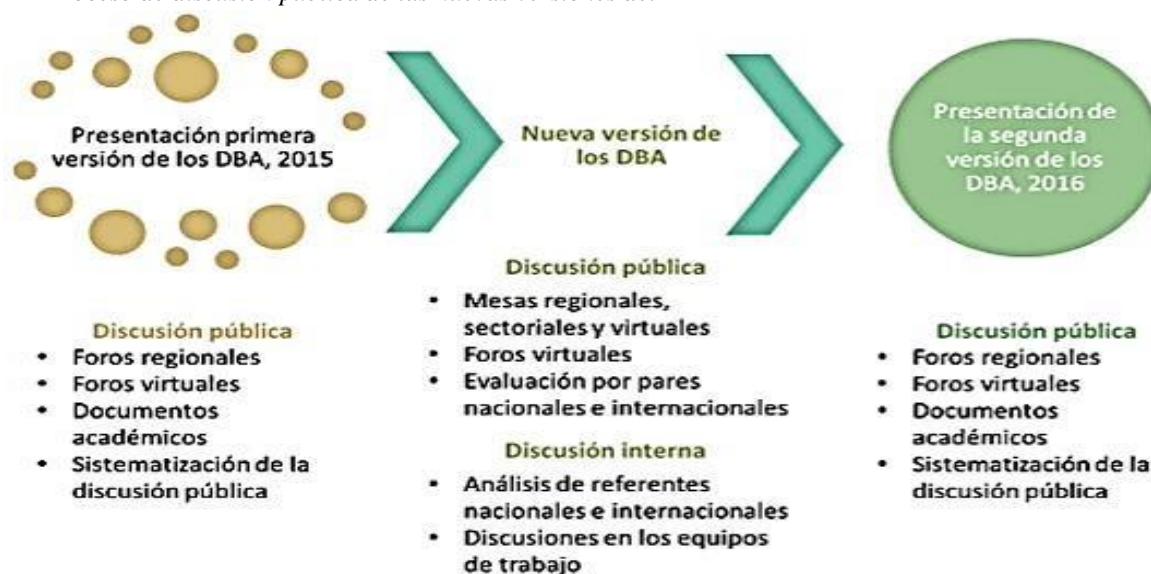 Presentación primera
versión de los DBA, 2015
Discusión pública
• Foros regionales
• Foros virtuales
• Documentos
académicos
• Sistematización de la
discusión pública
Nueva versión de
los DBA
Discusión pública
• Mesas regionales,
sectoriales y virtuales
• Foros virtuales
• Evaluación por pares
nacionales e internacionales
Discusión interna
• Análisis de referentes
nacionales e internacionales
• Discusiones en los equipos
de trabajo
Presentación de
la segunda
versión de los
DBA, 2016
Discusión pública
• Foros regionales
• Foros virtuales
• Documentos
académicos
• Sistematización de la
discusión pública